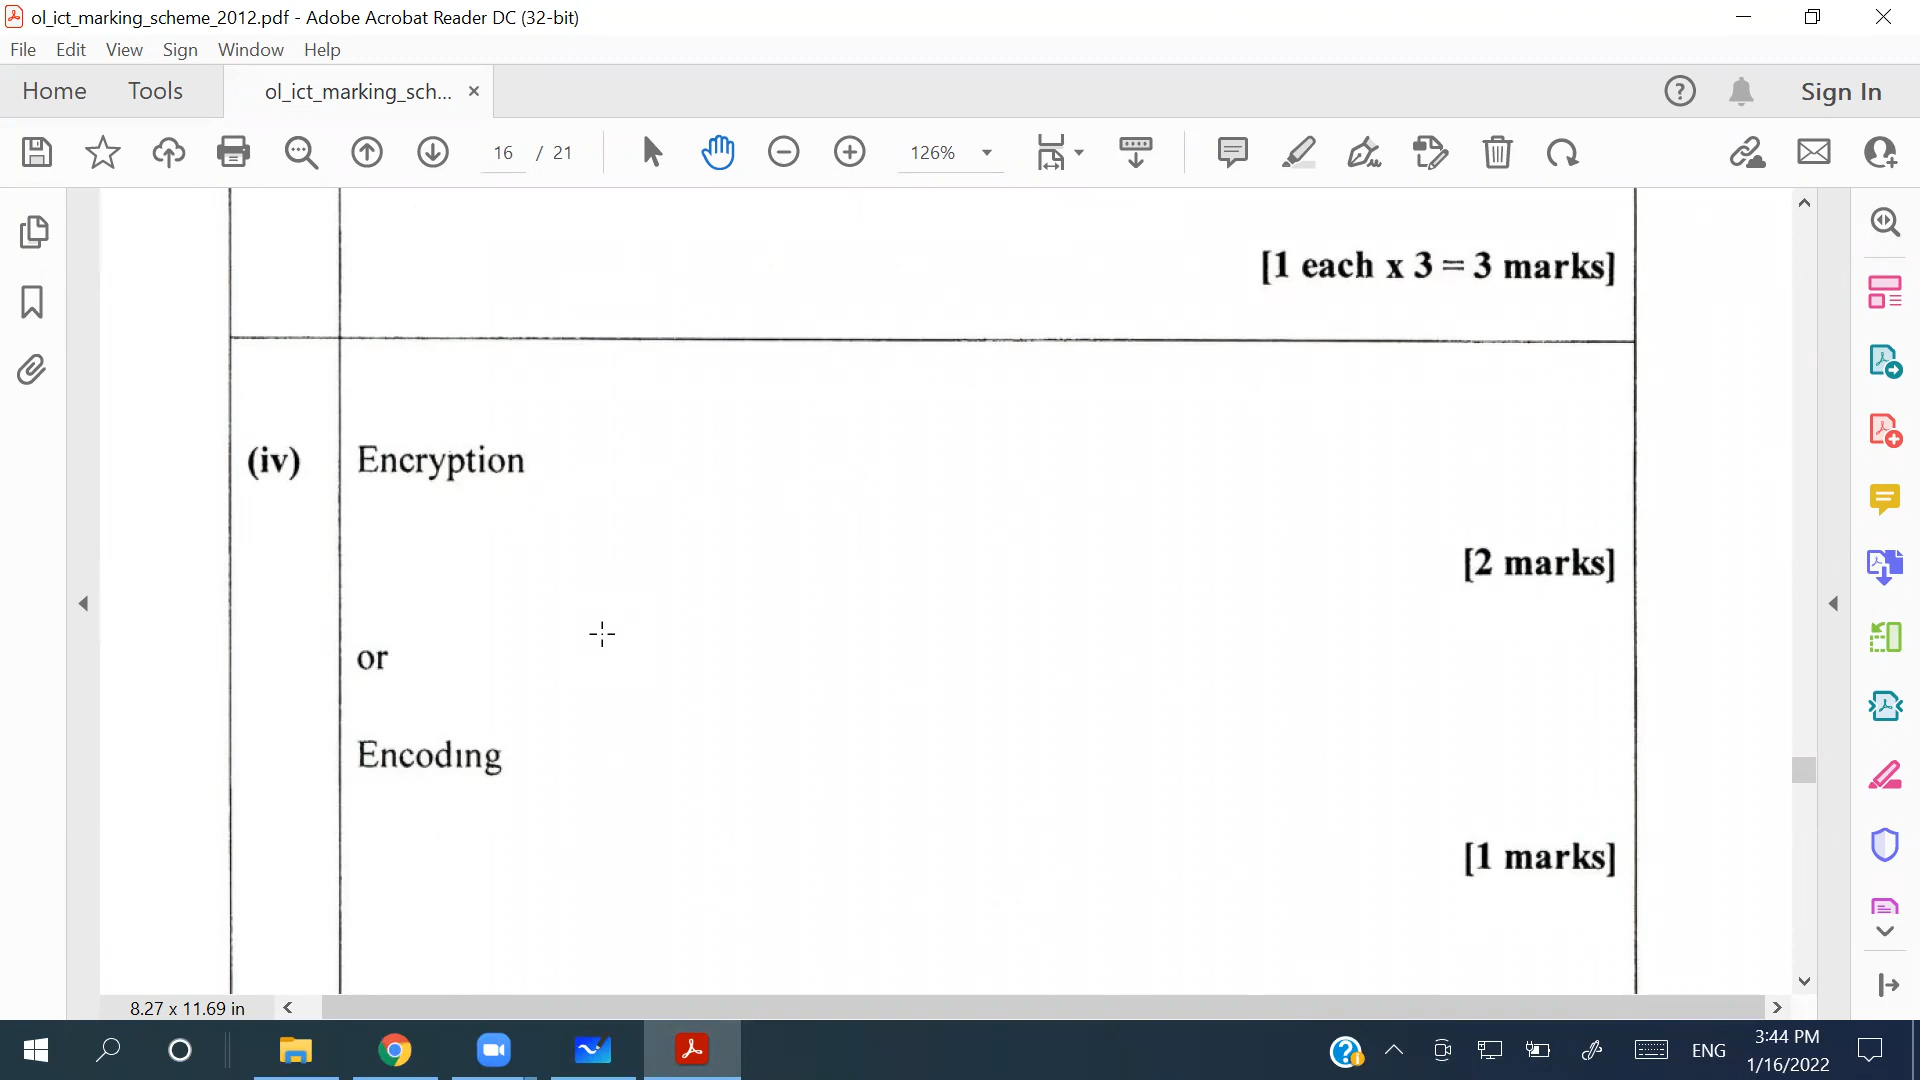 ol_ict_marking_scheme_2012.pdf - Adobe Acrobat Reader DC (32-bit)
File Edit View Sign Window Help
Home Tools ol_ict_marking_sch... Sign In
16 / 21 126%
[1 each x 3 = 3 marks]
(iv) Encryption
[2 marks]
or
Encoding
[1 marks]
8.27 x 11.69 in
ENG
3:44 PM
1/16/2022